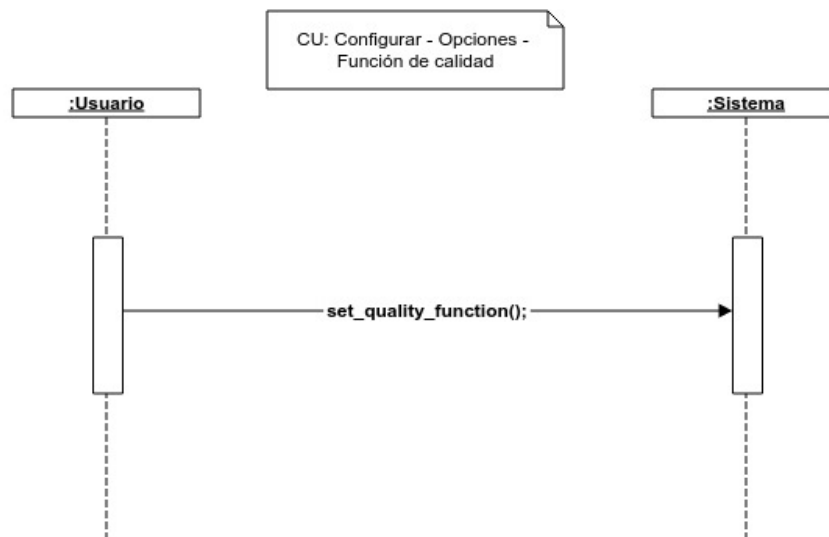 CU: Configurar - Opciones -
Función de calidad
:Usuario
:Sistema
set_quality_function();